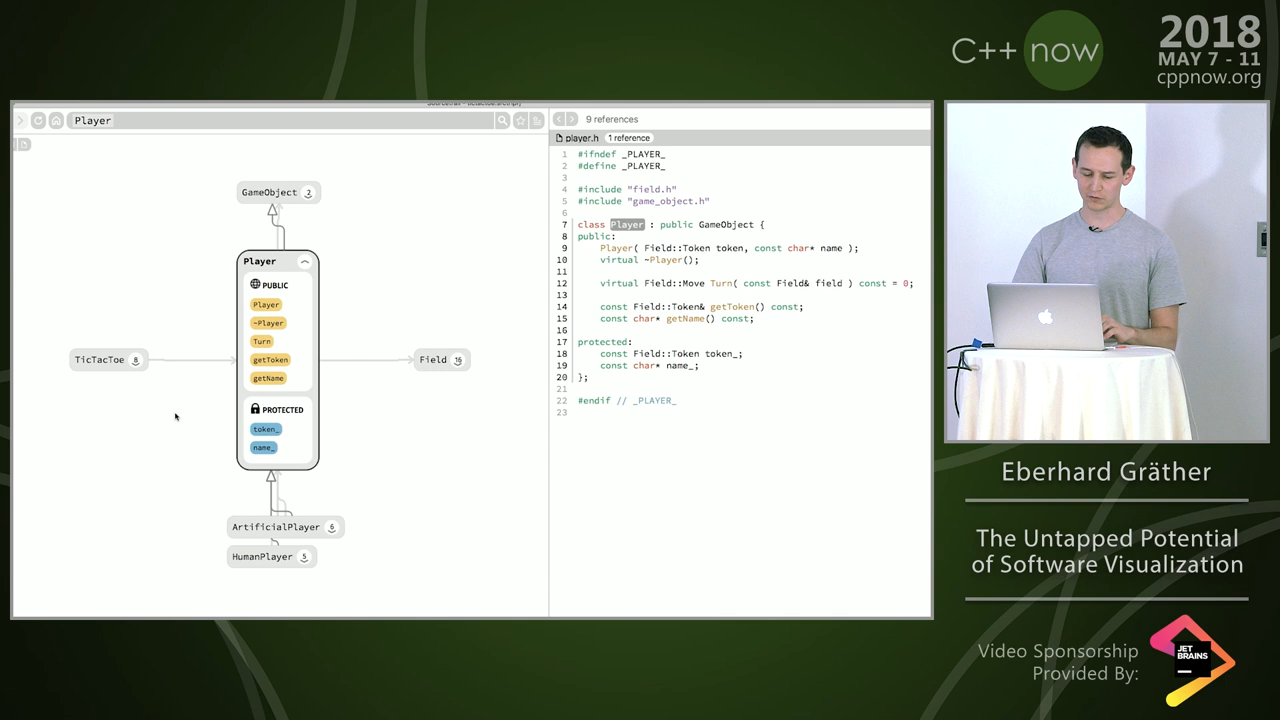 C++ now
2018
MAY 7 - 11
cppnow.org
Player
9 references
player.h 1 reference
GameObject 2
Player
PUBLIC
Player
~Player
Turn
getToken
getName
PROTECTED
token_
name_
TicTacToe 8
Field 16
ArtificialPlayer 6
HumanPlayer 5
1 #ifndef _PLAYER_
2 #define _PLAYER_
3
4 #include "field.h"
5 #include "game_object.h"
6
7 class Player : public GameObject {
8 public:
9 Player( Field::Token token, const char* name );
10 virtual ~Player();
11
12 virtual Field::Move Turn( const Field& field ) const = 0;
13
14 const Field::Token& getToken() const;
15 const char* getName() const;
16
17 protected:
18 const Field::Token token_;
19 const char* name_;
20 };
21
22 #endif // _PLAYER_
23
Eberhard Gräther
The Untapped Potential
of Software Visualization
Video Sponsorship
Provided By:
JET
BRAINS